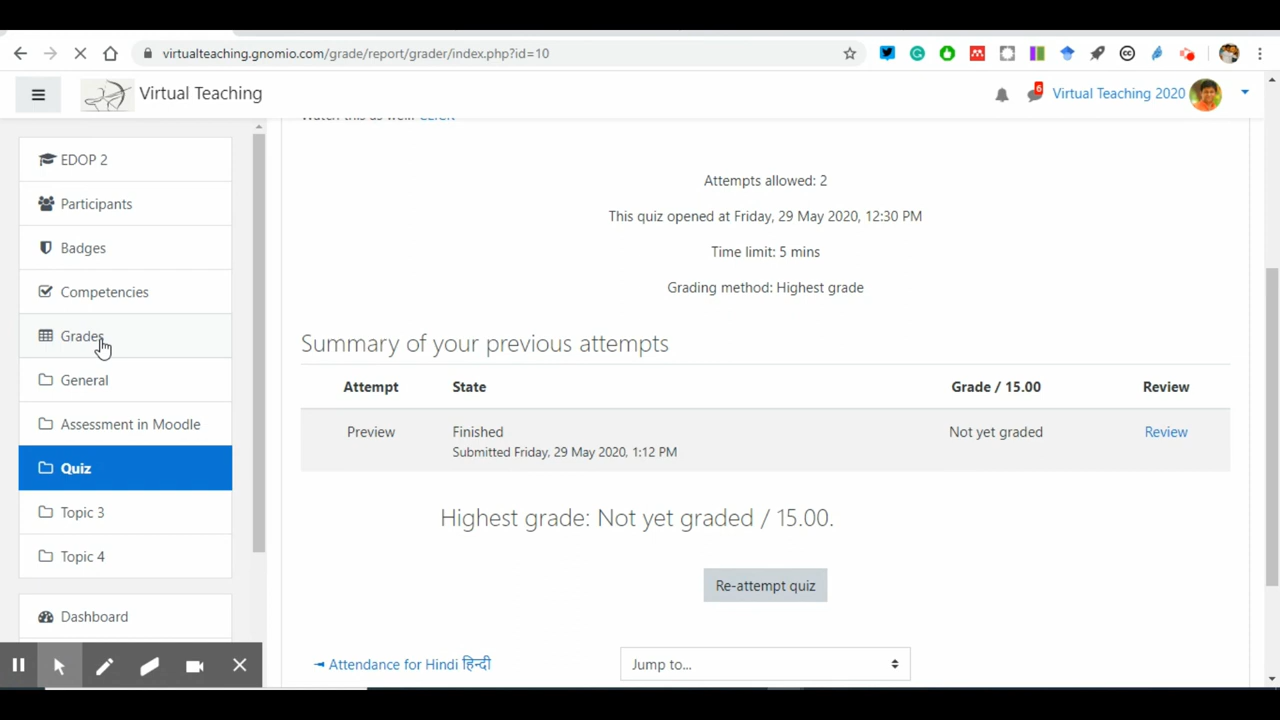 virtualteaching.gnomio.com/grade/report/grader/index.php?id=10
Virtual Teaching
6
Virtual Teaching 2020
EDOP 2
Participants
Badges
Competencies
Grades
General
Assessment in Moodle
Quiz
Topic 3
Topic 4
Dashboard
Attempts allowed: 2
This quiz opened at Friday, 29 May 2020, 12:30 PM
Time limit: 5 mins
Grading method: Highest grade
Summary of your previous attempts
Attempt State Grade / 15.00 Review
Preview Finished Not yet graded Review
Submitted Friday, 29 May 2020, 1:12 PM
Highest grade: Not yet graded / 15.00.
Re-attempt quiz
◄ Attendance for Hindi हिन्दी
Jump to...